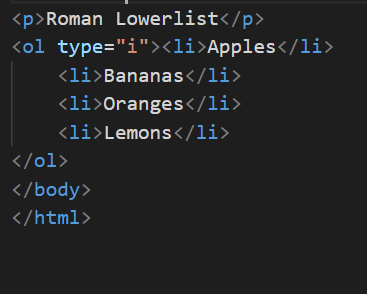 <p>Roman Lowerlist</p>
<ol type="i"><li>Apples</li>
<li>Bananas</li>
<li>Oranges</li>
<li>Lemons</li>
</ol>
</body>
</html>